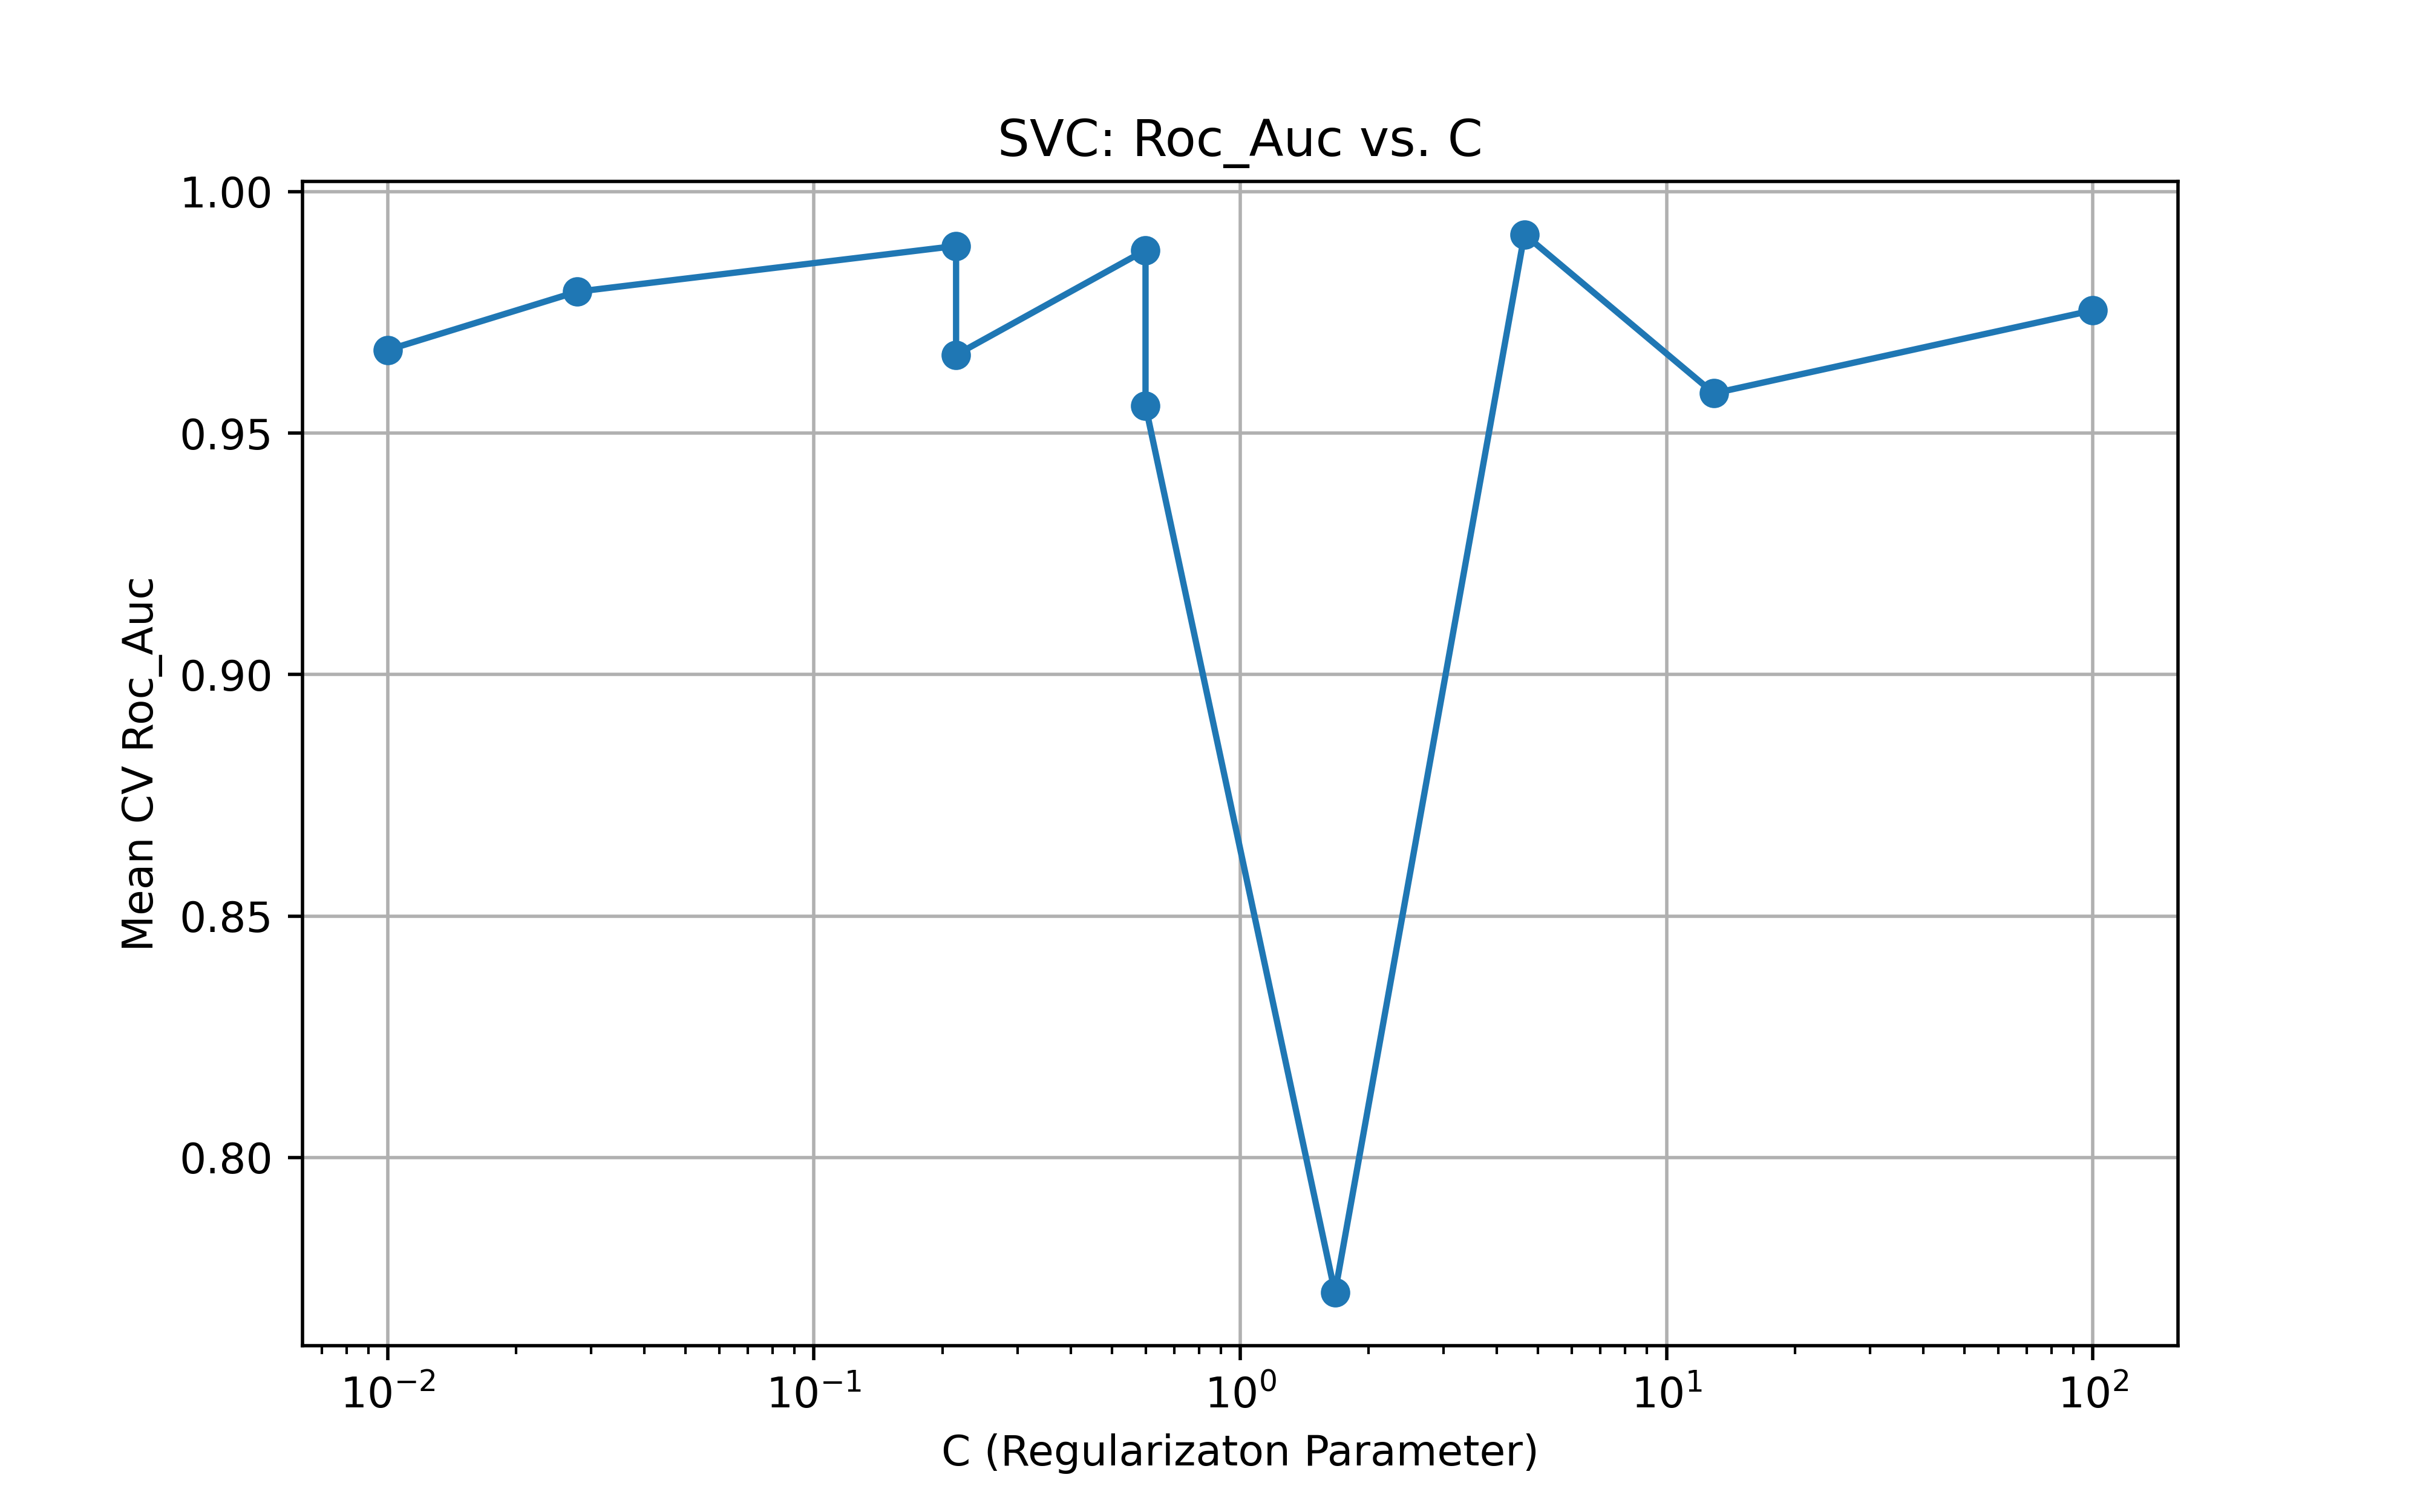 SVC: Roc_Auc vs. C
1.00
0.95
0.90
0.85
0.80
Mean CV Roc_Auc
10⁻² 10⁻¹ 10⁰ 10¹ 10²
C (Regularizaton Parameter)